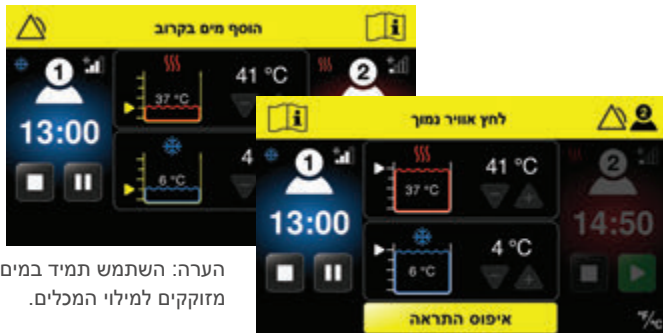 הוסף מים בקרוב
1
13:00
37 °C
41 °C
2
6 °C
4
לחץ אוויר נמוך
2
1
13:00
37 °C
41 °C
2
14:50
6 °C
4 °C
איפוס התראה
°F/°C
הערה: השתמש תמיד במים
מזוקקים למילוי המכלים.